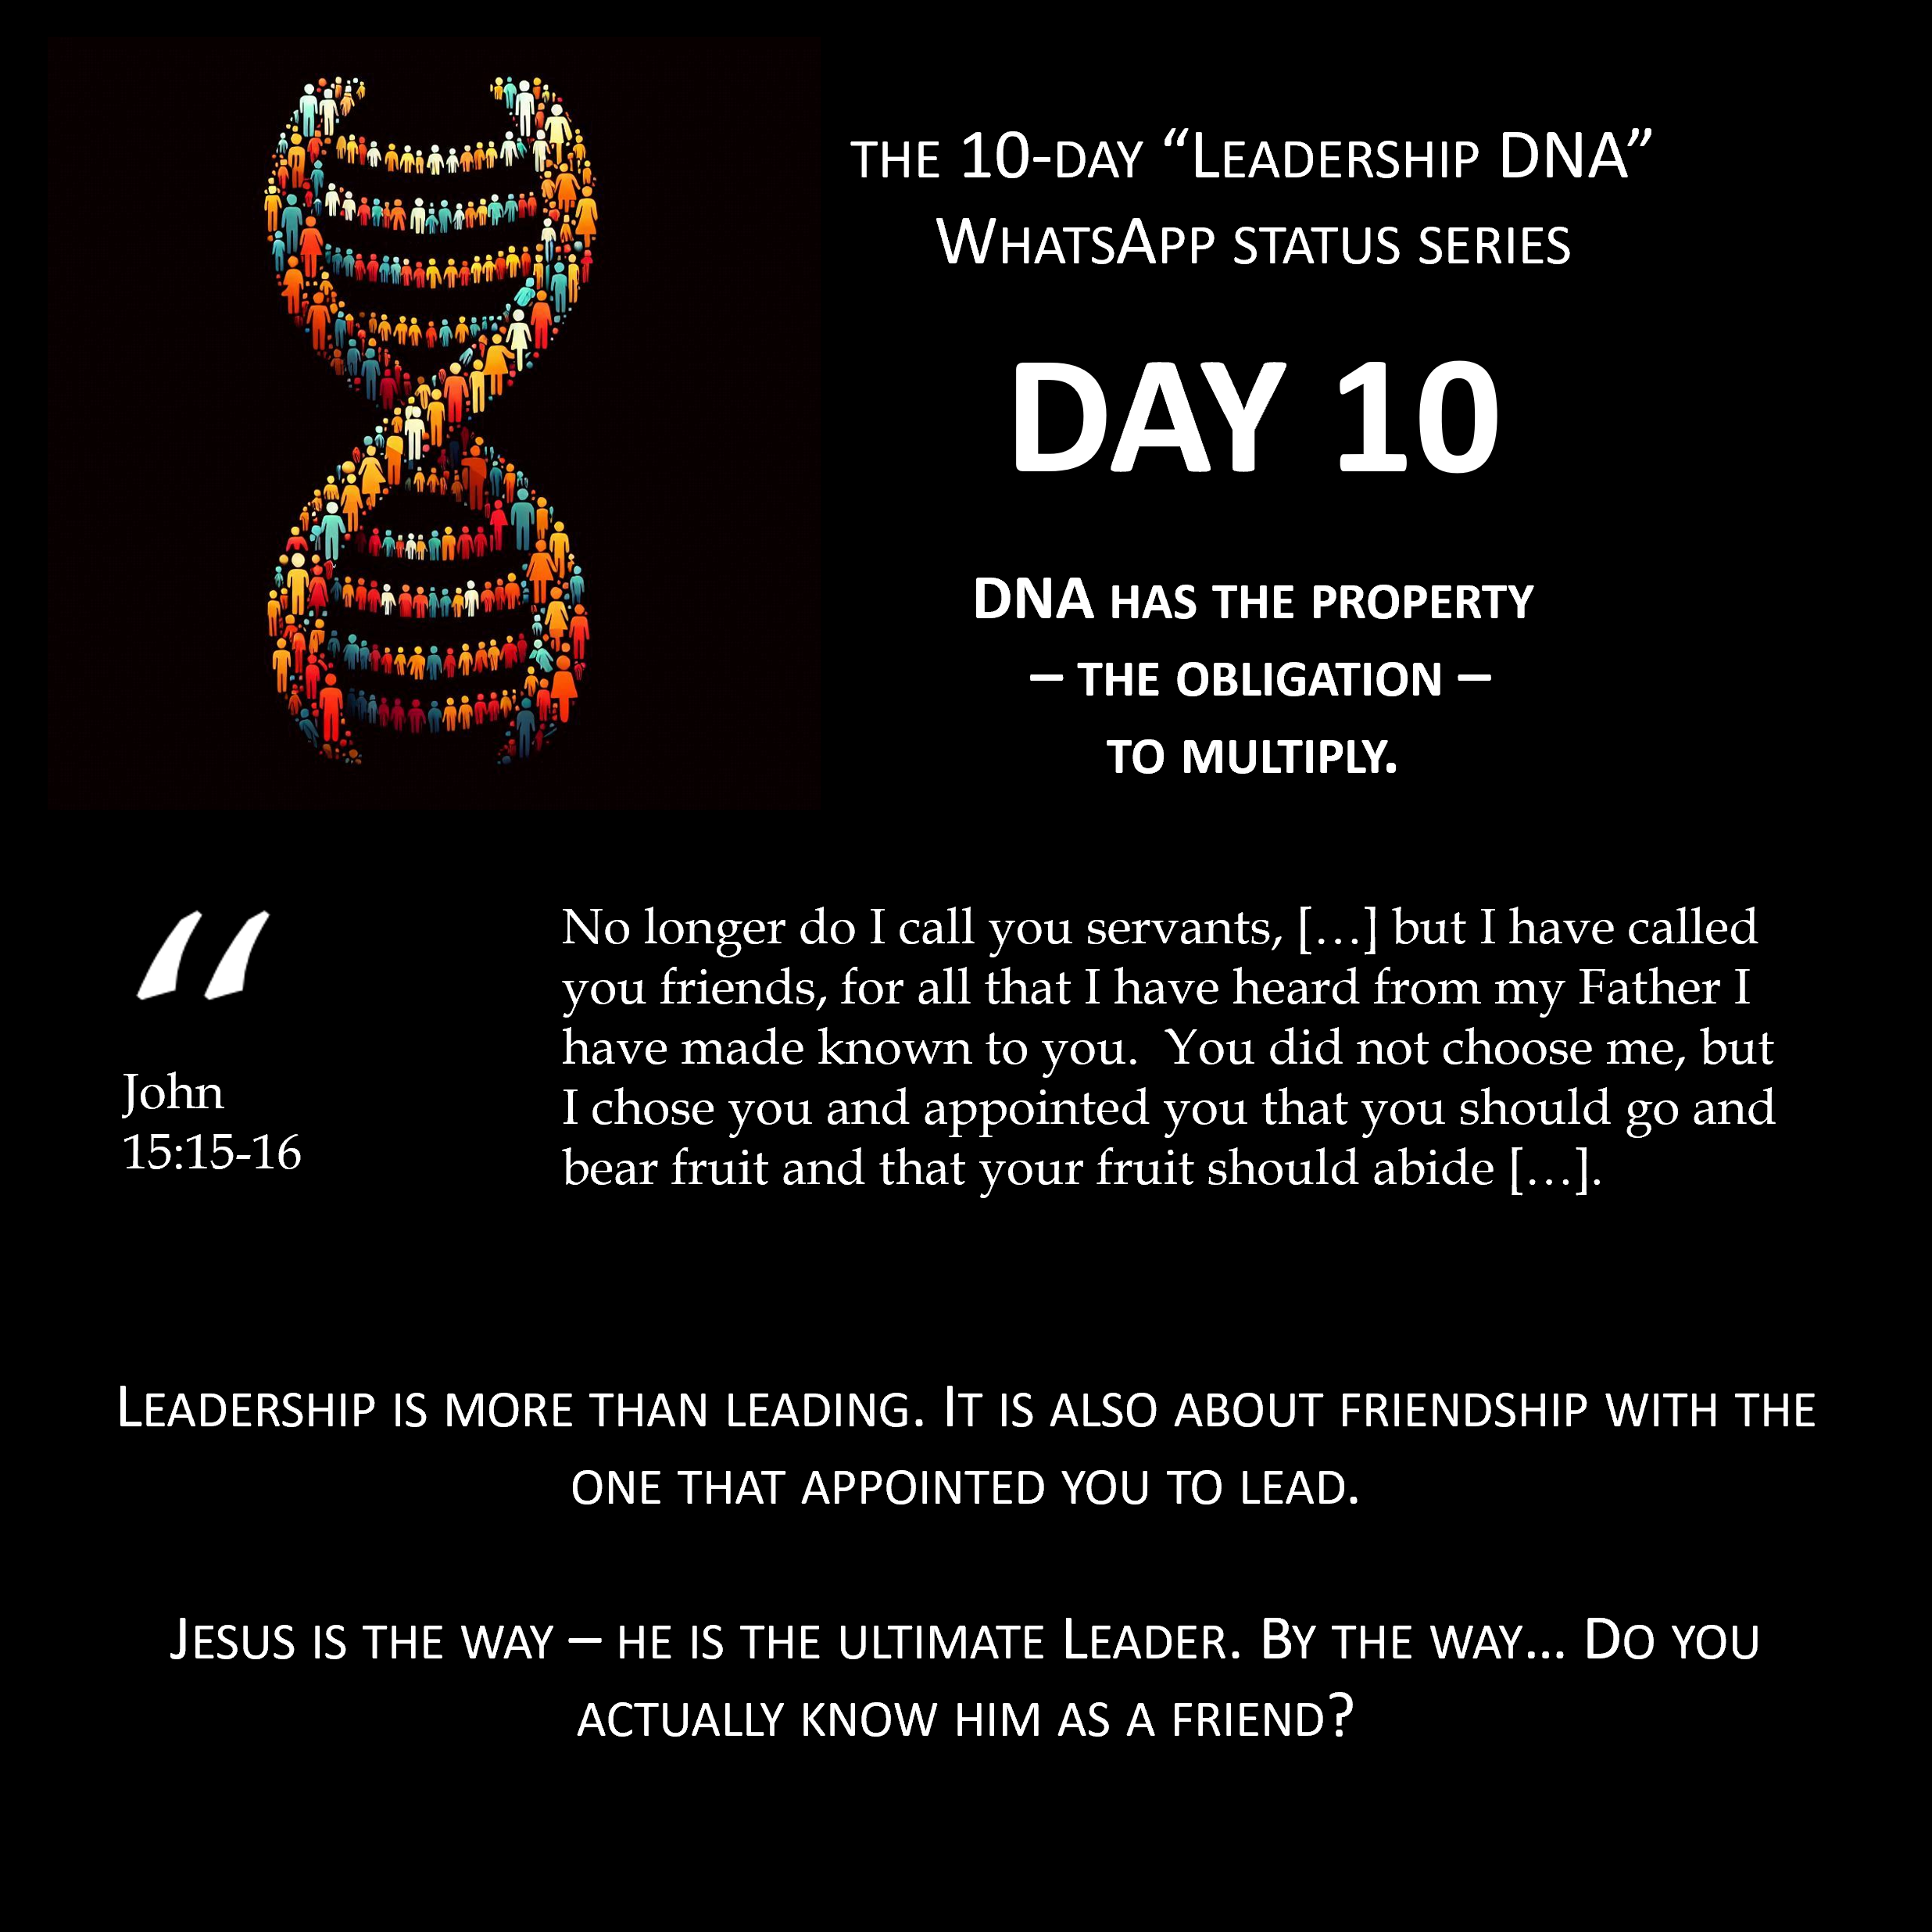 THE 10-DAY “LEADERSHIP DNA”
WHATSAPP STATUS SERIES
DAY 10
DNA HAS THE PROPERTY
– THE OBLIGATION –
TO MULTIPLY.
“
John
15:15-16
No longer do I call you servants, […] but I have called
you friends, for all that I have heard from my Father I
have made known to you.  You did not choose me, but
I chose you and appointed you that you should go and
bear fruit and that your fruit should abide […].
LEADERSHIP IS MORE THAN LEADING. IT IS ALSO ABOUT FRIENDSHIP WITH THE
ONE THAT APPOINTED YOU TO LEAD.
JESUS IS THE WAY – HE IS THE ULTIMATE LEADER. BY THE WAY… DO YOU
ACTUALLY KNOW HIM AS A FRIEND?